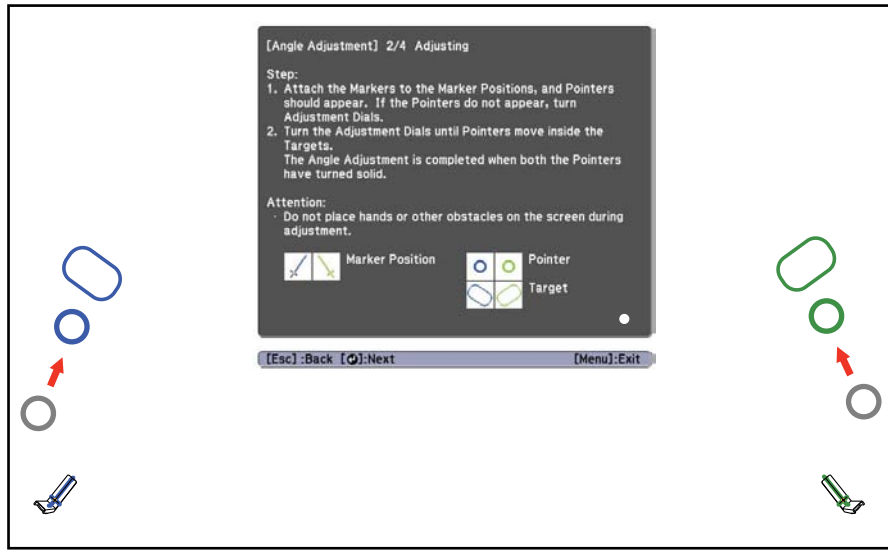 [Angle Adjustment] 2/4 Adjusting
Step:
1. Attach the Markers to the Marker Positions, and Pointers
should appear. If the Pointers do not appear, turn
Adjustment Dials.
2. Turn the Adjustment Dials until Pointers move inside the
Targets.
The Angle Adjustment is completed when both the Pointers
have turned solid.
Attention:
· Do not place hands or other obstacles on the screen during
adjustment.
Marker Position
Pointer
Target
[Esc] :Back [ ]:Next [Menu]:Exit